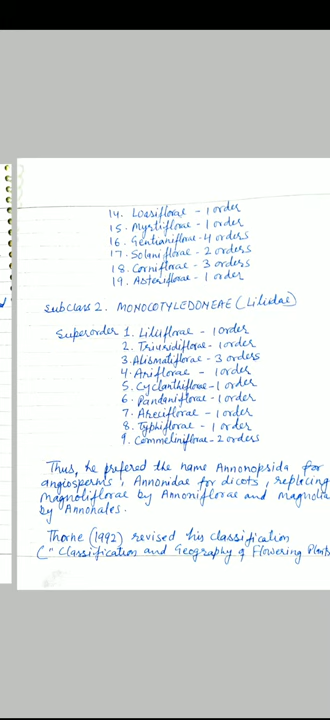 14. Loasiflorae - 1 order
15. Myrtiflorae - 1 order
16. Gentianiflorae - 4 orders
17. Solaniflorae - 2 orders
18. Corniflorae - 3 orders
19. Asteriflorae - 1 order
Subclass 2. MONOCOTYLEDONEAE (Liliidae)
Superorder 1. Liliiflorae - 1 order
2. Triuridiflorae - 1 order
3. Alismatiflorae - 3 orders
4. Ariflorae - 1 order
5. Cyclanthiflorae - 1 order
6. Pandaniflorae - 1 order
7. Areciflorae - 1 order
8. Typhiflorae - 1 order
9. Commeliniflorae - 2 orders
Thus, he prefered the name Annonopsida for
angiosperms, Annonidae for dicots, replacing
Magnoliflorae by Annoniflorae and Magnolia
by Annonales.
Thorne (1992) revised his classification
(" Classification and Geography of Flowering Plants